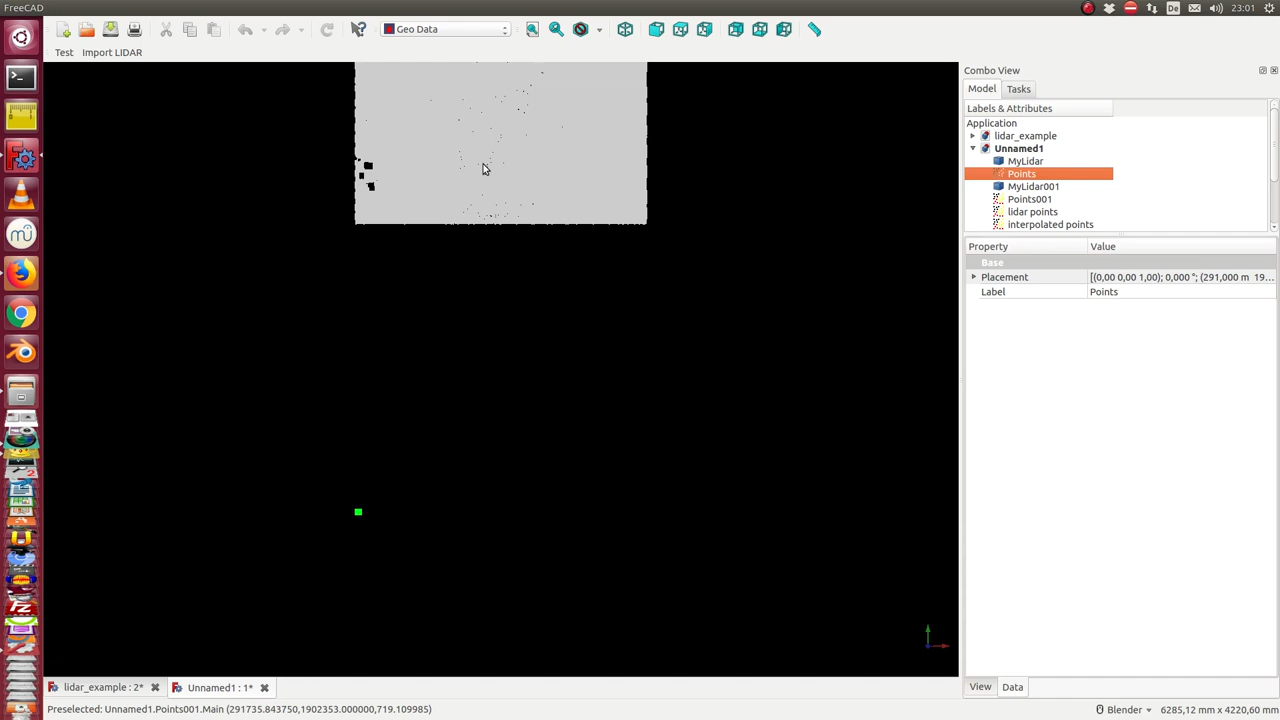 FreeCAD
De
23:01
Geo Data
Test Import LIDAR
Combo View
Model Tasks
Labels & Attributes
Application
lidar_example
Unnamed1
MyLidar
Points
MyLidar001
Points001
lidar points
interpolated points
Property Value
Base
Placement [(0,00 0,00 1,00); 0,000 °; (291,000 m 19...
Label Points
View Data
lidar_example : 2* Unnamed1 : 1*
Preselected: Unnamed1.Points001.Main (291735.843750,1902353.000000,719.109985)
Blender 6285,12 mm x 4220,60 mm